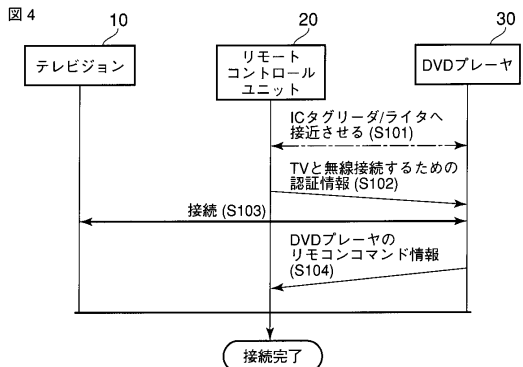 図4
10
20
30
テレビジョン
リモート
コントロール
ユニット
DVDプレーヤ
ICタグリーダ/ライタへ
接近させる (S101)
TVと無線接続するための
認証情報 (S102)
接続 (S103)
DVDプレーヤの
リモコンコマンド情報
(S104)
接続完了